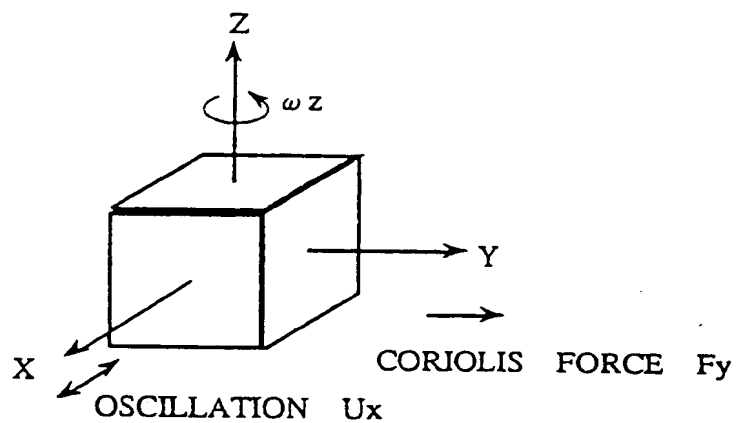 Z
ω z
Y
X
CORIOLIS FORCE Fy
OSCILLATION Ux